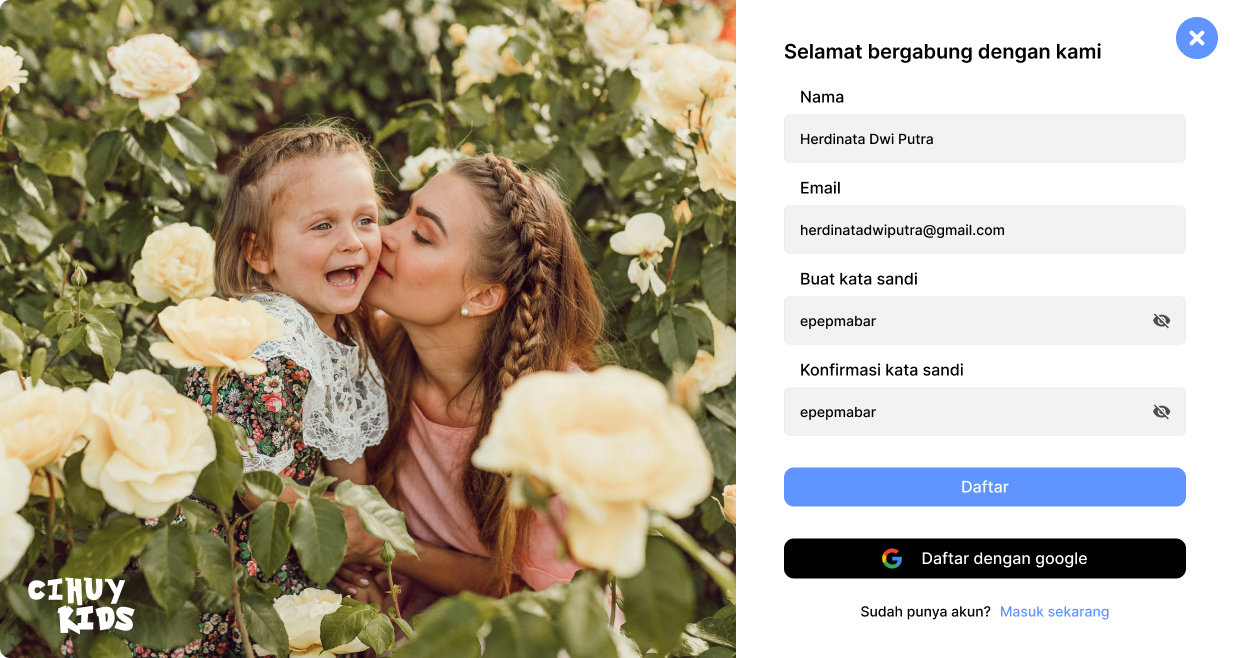 CIHUY
KIDS
Selamat bergabung dengan kami
Nama
Herdinata Dwi Putra
Email
herdinatadwiputra@gmail.com
Buat kata sandi
epepmabar
Konfirmasi kata sandi
epepmabar
Daftar
Daftar dengan google
Sudah punya akun? Masuk sekarang